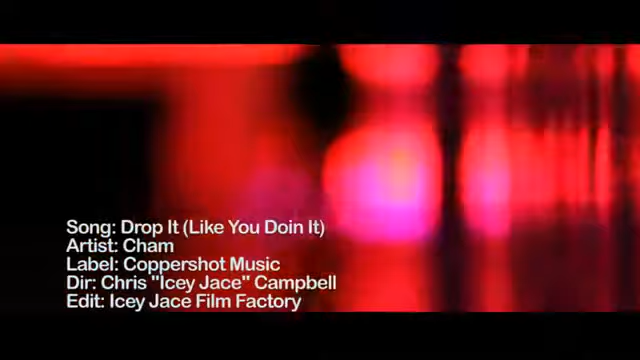 Song: Drop It (Like You Doin It)
Artist: Cham
Label: Coppershot Music
Dir: Chris "Icey Jace" Campbell
Edit: Icey Jace Film Factory